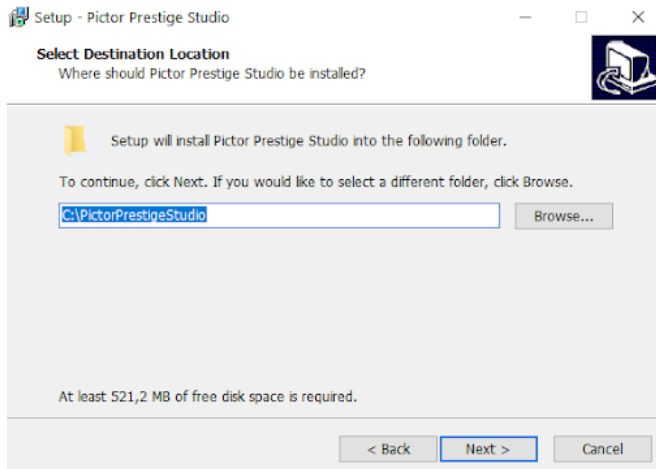 Setup - Pictor Prestige Studio
Select Destination Location
Where should Pictor Prestige Studio be installed?
Setup will install Pictor Prestige Studio into the following folder.
To continue, click Next. If you would like to select a different folder, click Browse.
C:\PictorPrestigeStudio
Browse...
At least 521,2 MB of free disk space is required.
< Back
Next >
Cancel